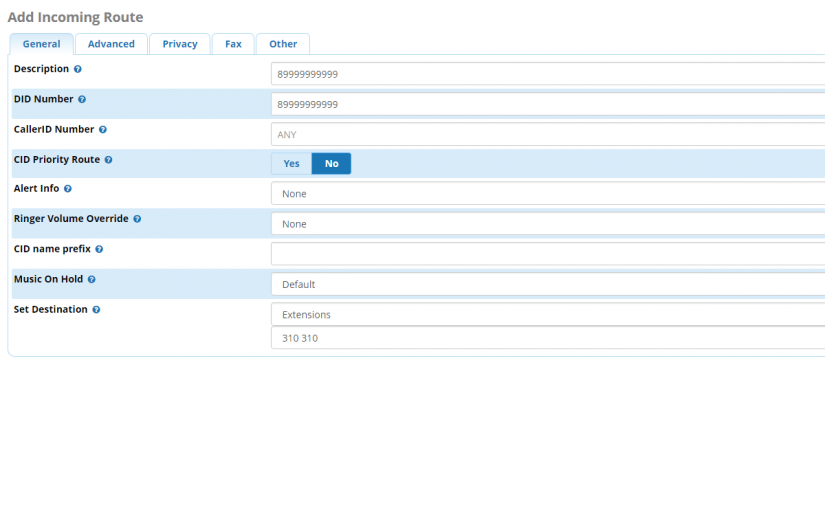 Add Incoming Route
General Advanced Privacy Fax Other
Description 89999999999
DID Number 89999999999
CallerID Number ANY
CID Priority Route Yes No
Alert Info None
Ringer Volume Override None
CID name prefix
Music On Hold Default
Set Destination Extensions
310 310